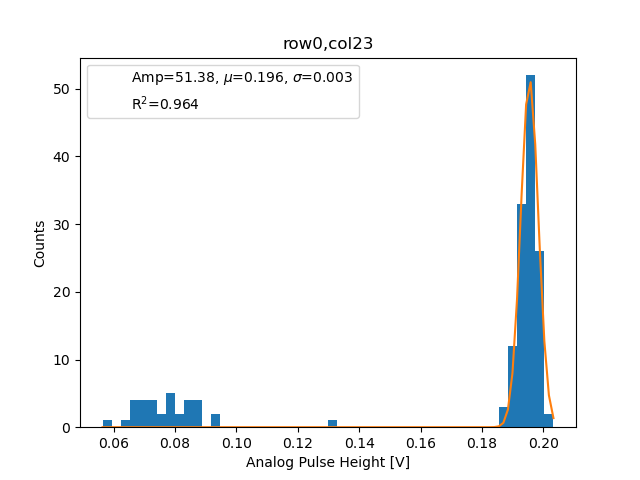 row0,col23
Amp=51.38, μ=0.196, σ=0.003
R²=0.964
Counts
50
40
30
20
10
0
0.06 0.08 0.10 0.12 0.14 0.16 0.18 0.20
Analog Pulse Height [V]